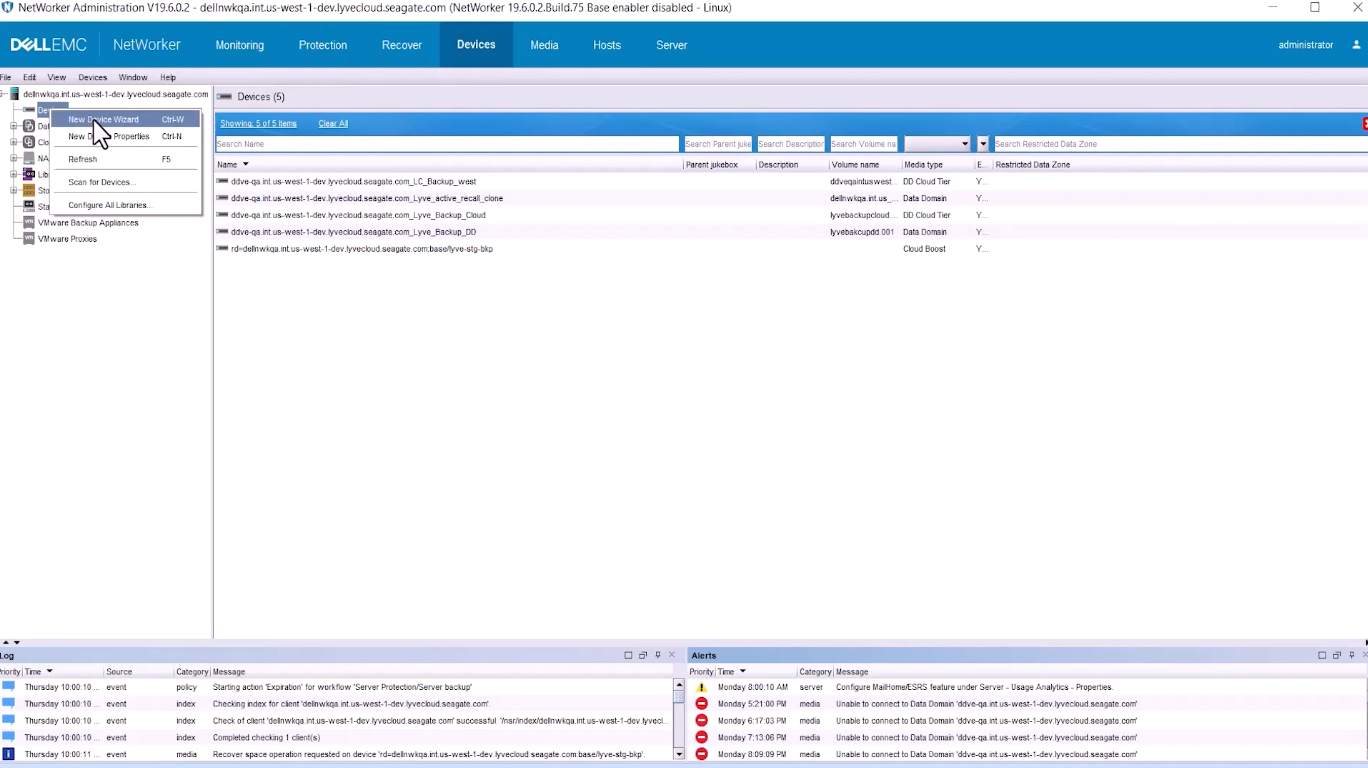 NetWorker Administration V19.6.0.2 - dellnwkqa.int.us-west-1-dev.lyvecloud.seagate.com (NetWorker 19.6.0.2.Build.75 Base enabler disabled - Linux)
DELLEMC NetWorker Monitoring Protection Recover Devices Media Hosts Server administrator
File Edit View Devices Window Help
dellnwkqa.int.us-west-1-dev.lyvecloud.seagate.com
New Device Wizard Ctrl-W
New Properties Ctrl-N
Refresh F5
Scan for Devices...
Configure All Libraries...
VMware Backup Appliances
VMware Proxies
Devices (5)
Showing: 5 of 5 Items Clear All
Search Name Search Parent juke Search Description Search Volume na Search Restricted Data Zone
Name Parent jukebox Description Volume name Media type E... Restricted Data Zone
ddve-qa.int.us-west-1-dev.lyvecloud.seagate.com_LC_Backup_west ddveqaintuswest... DD Cloud Tier Y...
ddve-qa.int.us-west-1-dev.lyvecloud.seagate.com_Lyve_active_recall_clone dellnwkqa.int.us_... Data Domain Y...
ddve-qa.int.us-west-1-dev.lyvecloud.seagate.com_Lyve_Backup_Cloud lyvebackupcloud.... DD Cloud Tier Y...
ddve-qa.int.us-west-1-dev.lyvecloud.seagate.com_Lyve_Backup_DD lyvebakcupdd.001 Data Domain Y...
rd=dellnwkqa.int.us-west-1-dev.lyvecloud.seagate.com:base/lyve-stg-bkp Cloud Boost Y...
Log
Priority Time Source Category Message
Thursday 10:00:10 ... event policy Starting action 'Expiration' for workflow 'Server Protection/Server backup'
Thursday 10:00:10 ... event index Checking index for client 'dellnwkqa.int.us-west-1-dev.lyvecloud.seagate.com'.
Thursday 10:00:10 ... event index Check of client 'dellnwkqa.int.us-west-1-dev.lyvecloud.seagate.com' successful. '/nsr/index/dellnwkqa.int.us-west-1-dev.lyvecl...
Thursday 10:00:10 ... event index Completed checking 1 client(s)
Thursday 10:00:11 ... event media Recover space operation requested on device 'rd=dellnwkqa.int.us-west-1-dev.lyvecloud.seagate.com:base/lyve-stg-bkp'.
Alerts
Priority Time Category Message
Monday 8:00:10 AM server Configure MailHome/ESRS feature under Server - Usage Analytics - Properties.
Monday 5:21:00 PM media Unable to connect to Data Domain 'ddve-qa.int.us-west-1-dev.lyvecloud.seagate.com'
Monday 6:17:03 PM media Unable to connect to Data Domain 'ddve-qa.int.us-west-1-dev.lyvecloud.seagate.com'
Monday 7:13:06 PM media Unable to connect to Data Domain 'ddve-qa.int.us-west-1-dev.lyvecloud.seagate.com'
Monday 8:09:09 PM media Unable to connect to Data Domain 'ddve-qa.int.us-west-1-dev.lyvecloud.seagate.com'